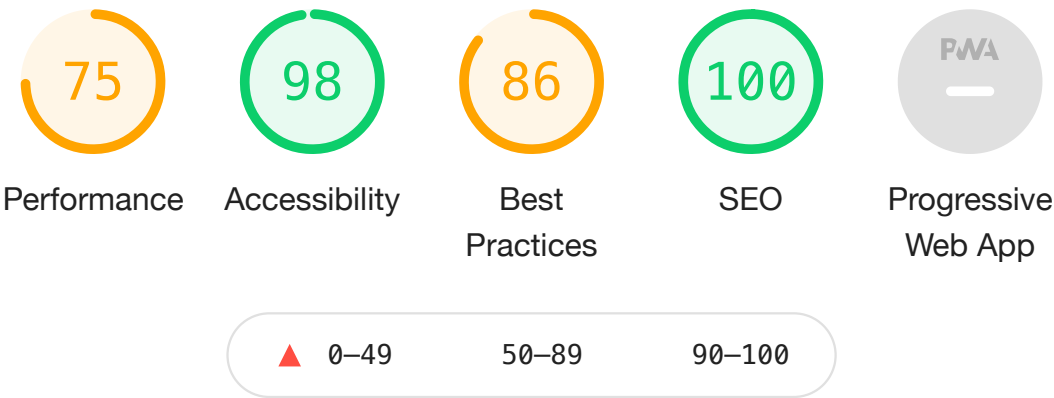 75 98 86 100 PWA
Performance Accessibility Best SEO Progressive
Practices Web App
0–49 50–89 90–100